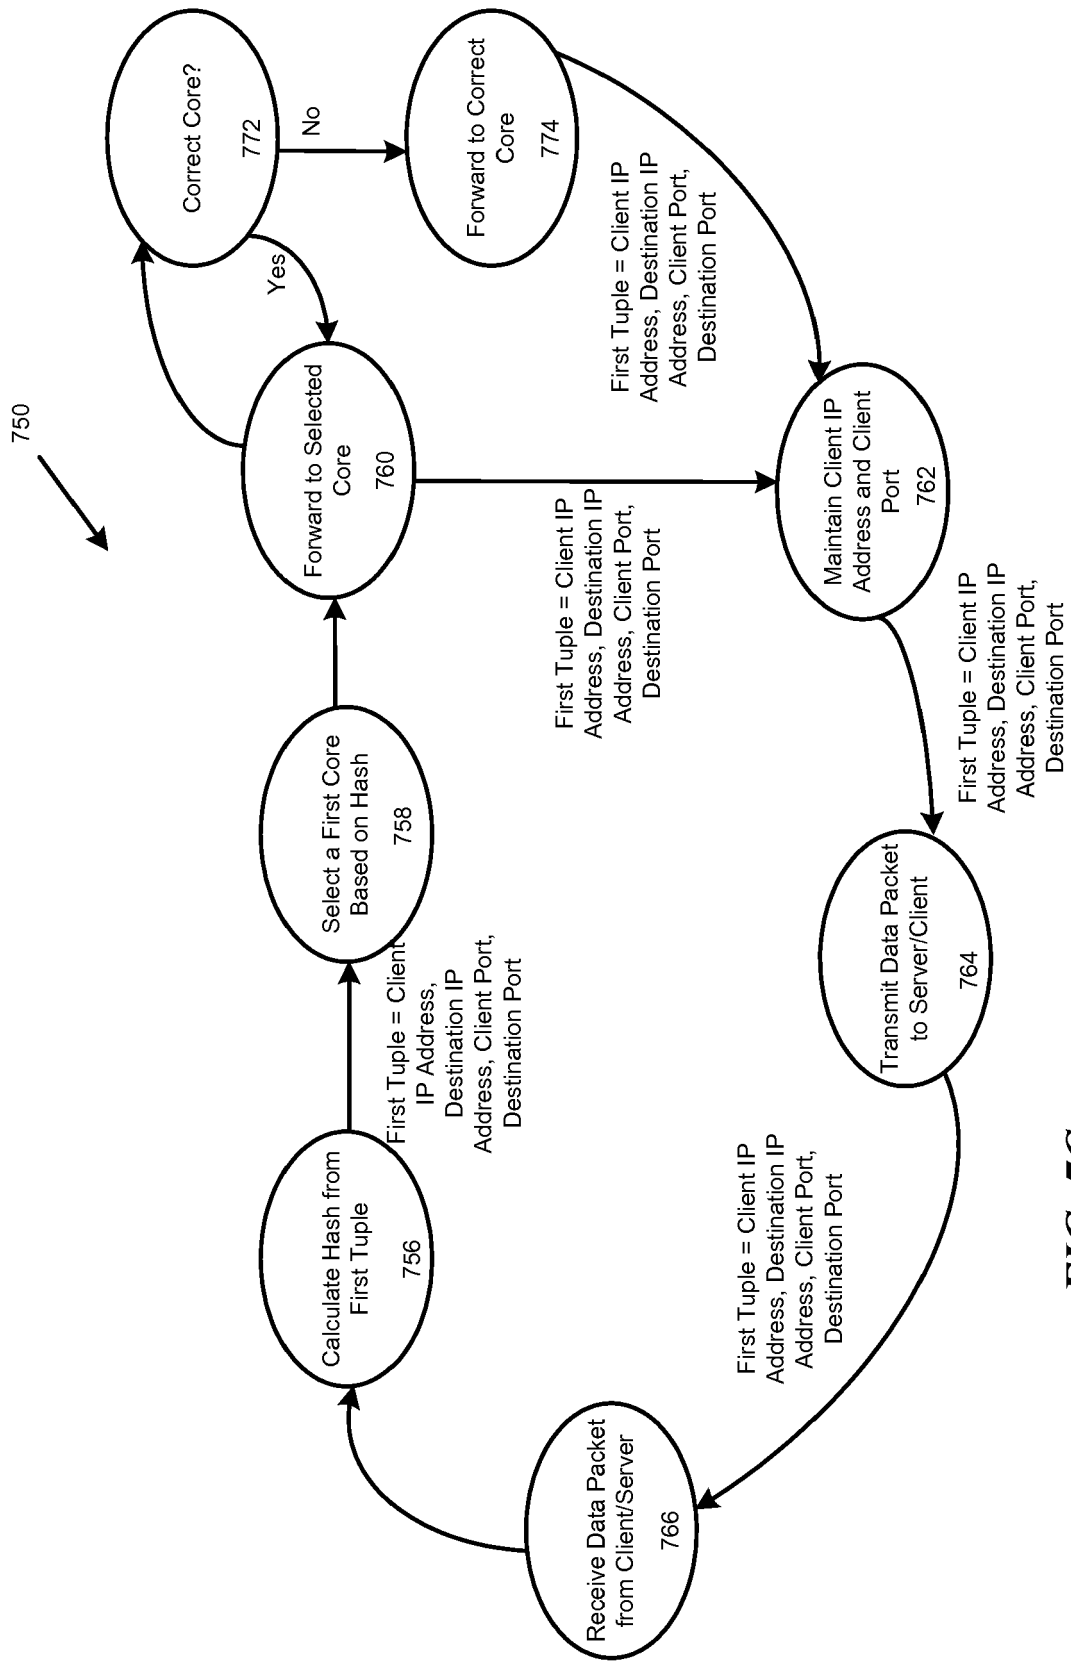 750
Receive Data Packet
from Client/Server
766
Calculate Hash from
First Tuple
756
First Tuple = Client
IP Address,
Destination IP
Address, Client Port,
Destination Port
Select a First Core
Based on Hash
758
Forward to Selected
Core
760
Correct Core?
772
Yes
No
Forward to Correct
Core
774
First Tuple = Client IP
Address, Destination IP
Address, Client Port,
Destination Port
First Tuple = Client IP
Address, Destination IP
Address, Client Port,
Destination Port
Maintain Client IP
Address and Client
Port
762
First Tuple = Client IP
Address, Destination IP
Address, Client Port,
Destination Port
Transmit Data Packet
to Server/Client
764
First Tuple = Client IP
Address, Destination IP
Address, Client Port,
Destination Port
FIG.